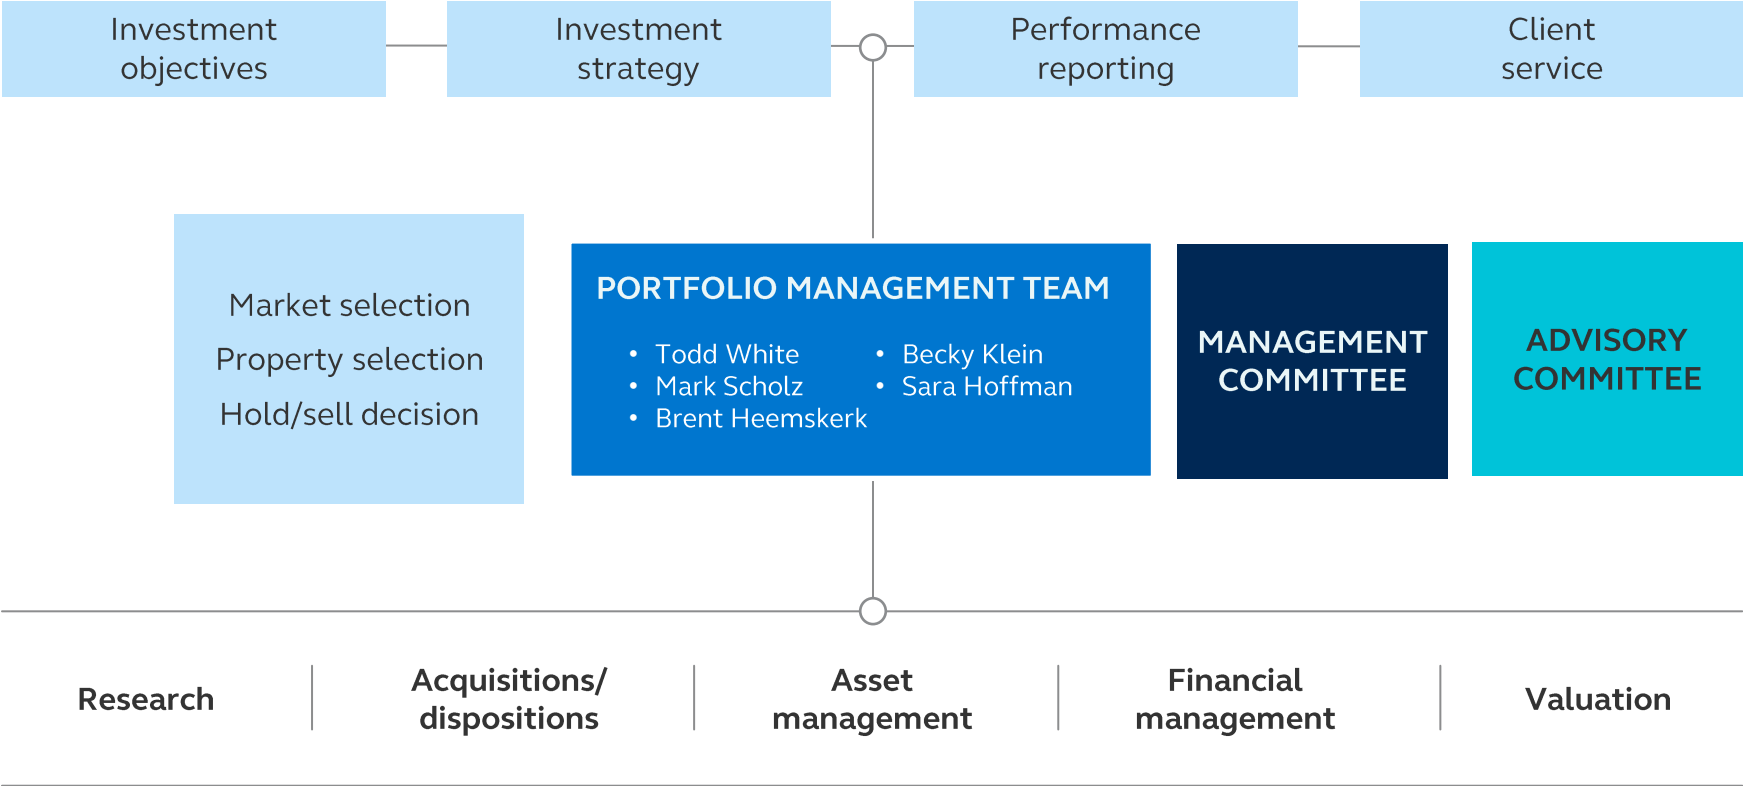 Investment
objectives
Investment
strategy
Performance
reporting
Client
service
Market selection
Property selection
Hold/sell decision
PORTFOLIO MANAGEMENT TEAM
• Todd White
• Mark Scholz
• Brent Heemskerk
• Becky Klein
• Sara Hoffman
MANAGEMENT
COMMITTEE
ADVISORY
COMMITTEE
Research
Acquisitions/
dispositions
Asset
management
Financial
management
Valuation